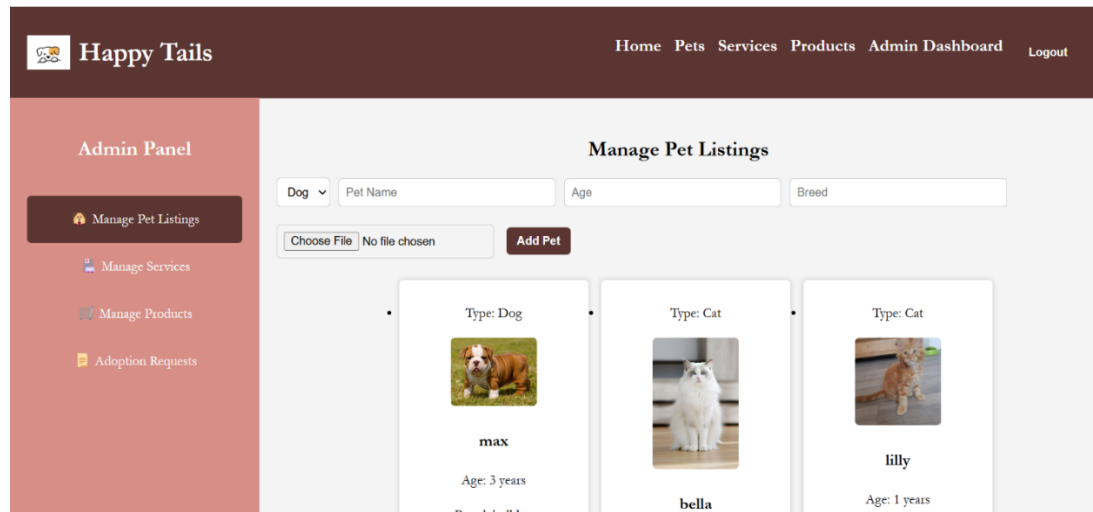 Happy Tails
Home Pets Services Products Admin Dashboard Logout
Admin Panel
Manage Pet Listings
Manage Services
Manage Products
Adoption Requests
Manage Pet Listings
Dog Pet Name Age Breed
Choose File No file chosen Add Pet
Type: Dog
max
Age: 3 years
Type: Cat
bella
Type: Cat
lilly
Age: 1 years